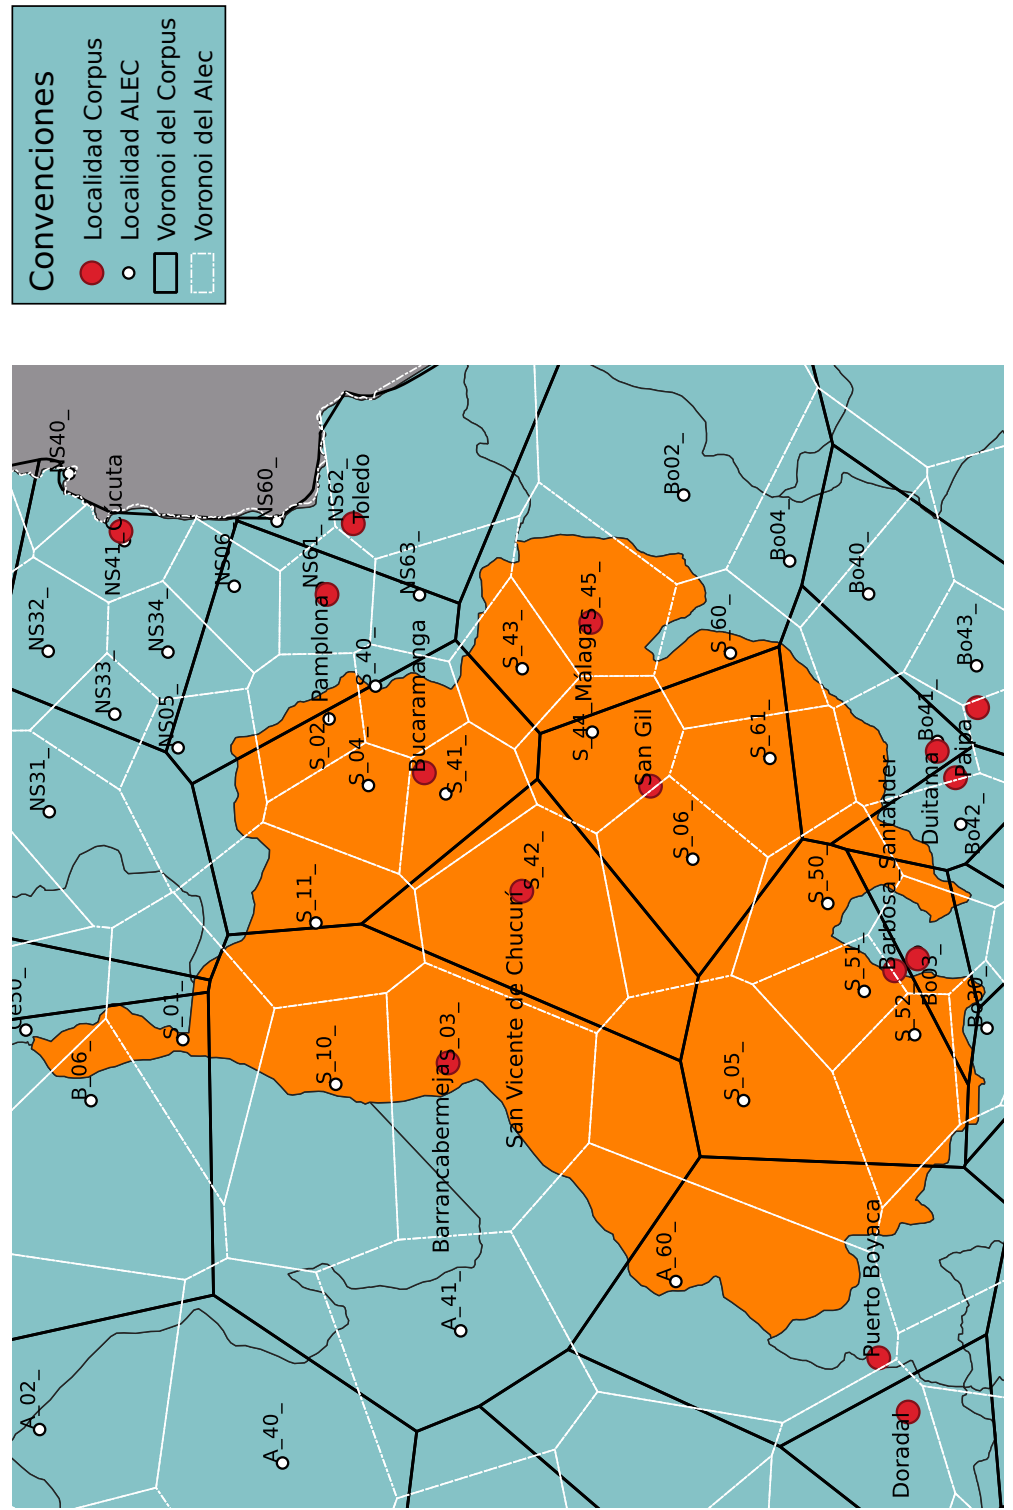 Convenciones
Localidad Corpus
Localidad ALEC
Voronoi del Corpus
Voronoi del Alec
NS40_
Cucuta
NS41_
NS60_
NS62_
Toledo
NS06_
NS61_
Pamplona
NS63_
NS32_
NS34_
NS33_
NS05_
NS31_
Bo02_
Bo04_
Bo40_
Bo43_
Bo41_
Paipa
Duitama
Bo42_
S_40_
S_02_
S_04_
Bucaramanga
S_41_
S_43_
S_45_
Malaga
S_44_
S_60_
San Gil
S_61_
S_06_
S_42_
San Vicente de Chucurí
S_11_
S_50_
Barbosa_Santander
S_51_
S_52_
Bo03_
Bo30_
S_01_
B_06_
S_10_
S_03_
Barrancabermeja
S_05_
A_60_
Puerto Boyaca
Doradal
A_41_
A_40_
A_02_